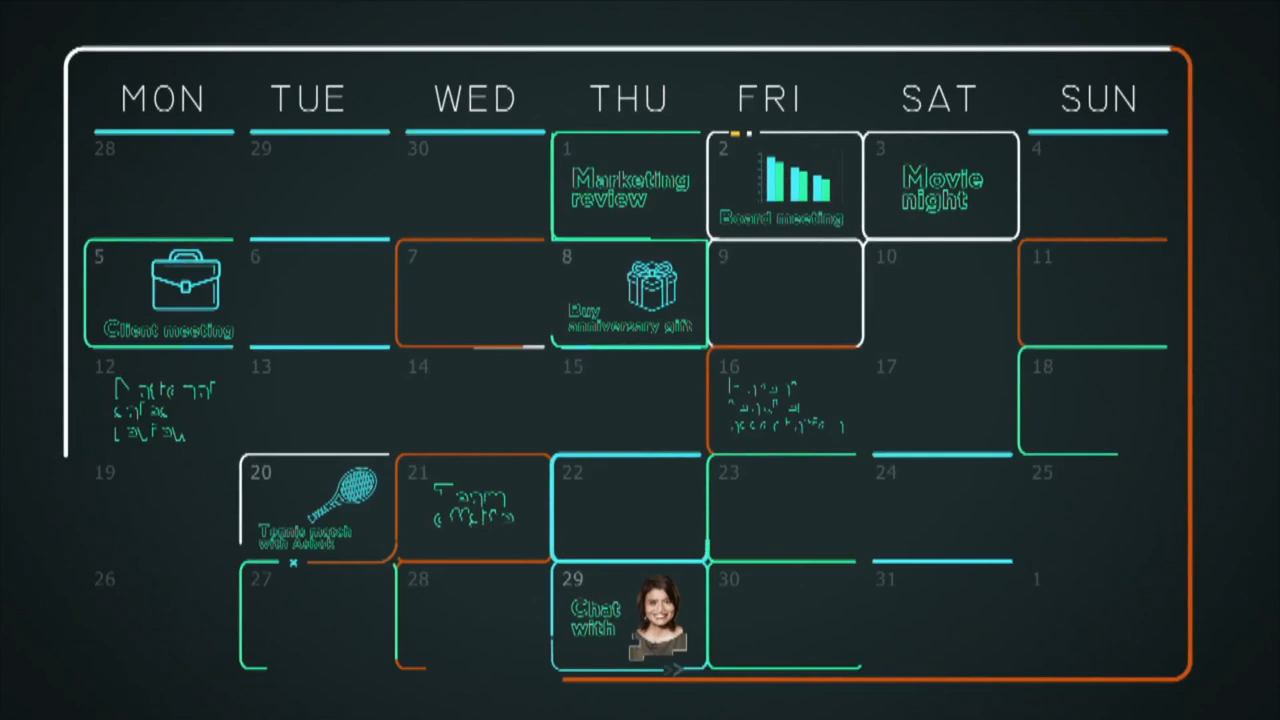 MON TUE WED THU FRI SAT SUN
28 29 30 1 2 3 4
Marketing
review
Board meeting
Movie
night
5 6 7 8 9 10 11
Client meeting
Buy
anniversary gift
12 13 14 15 16 17 18
19 20 21 22 23 24 25
Tennis match
with Ashok
26 27 28 29 30 31 1
Chat
with